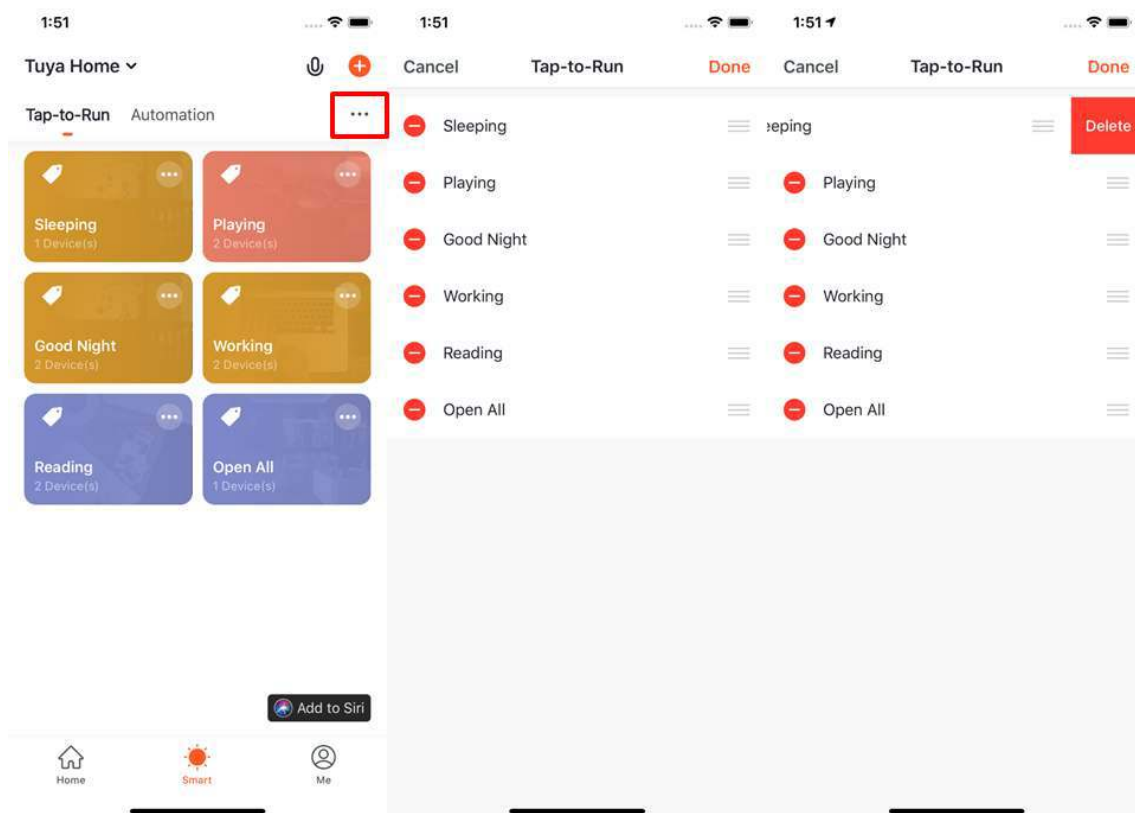 1:51
Tuya Home
Tap-to-Run Automation
Sleeping
1 Device(s)
Playing
2 Device(s)
Good Night
2 Device(s)
Working
2 Device(s)
Reading
2 Device(s)
Open All
1 Device(s)
Add to Siri
Home Smart Me
1:51
Cancel Tap-to-Run Done
Sleeping
Playing
Good Night
Working
Reading
Open All
1:51
Cancel Tap-to-Run Done
eeping Delete
Playing
Good Night
Working
Reading
Open All